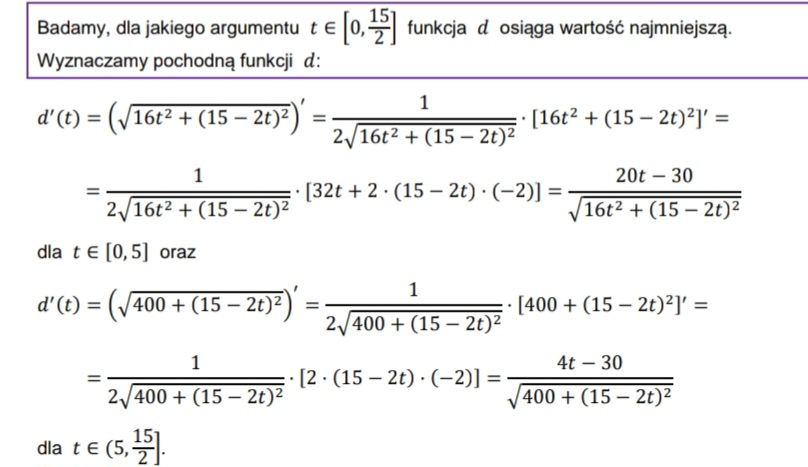 Badamy, dla jakiego argumentu t ∈ [0, 15/2] funkcja d osiąga wartość najmniejszą.
Wyznaczamy pochodną funkcji d:
d′(t) = (√(16t² + (15 − 2t)²))′ = 1/(2√(16t² + (15 − 2t)²)) · [16t² + (15 − 2t)²]′ =
= 1/(2√(16t² + (15 − 2t)²)) · [32t + 2 · (15 − 2t) · (−2)] = (20t − 30)/√(16t² + (15 − 2t)²)
dla t ∈ [0, 5] oraz
d′(t) = (√(400 + (15 − 2t)²))′ = 1/(2√(400 + (15 − 2t)²)) · [400 + (15 − 2t)²]′ =
= 1/(2√(400 + (15 − 2t)²)) · [2 · (15 − 2t) · (−2)] = (4t − 30)/√(400 + (15 − 2t)²)
dla t ∈ (5, 15/2].